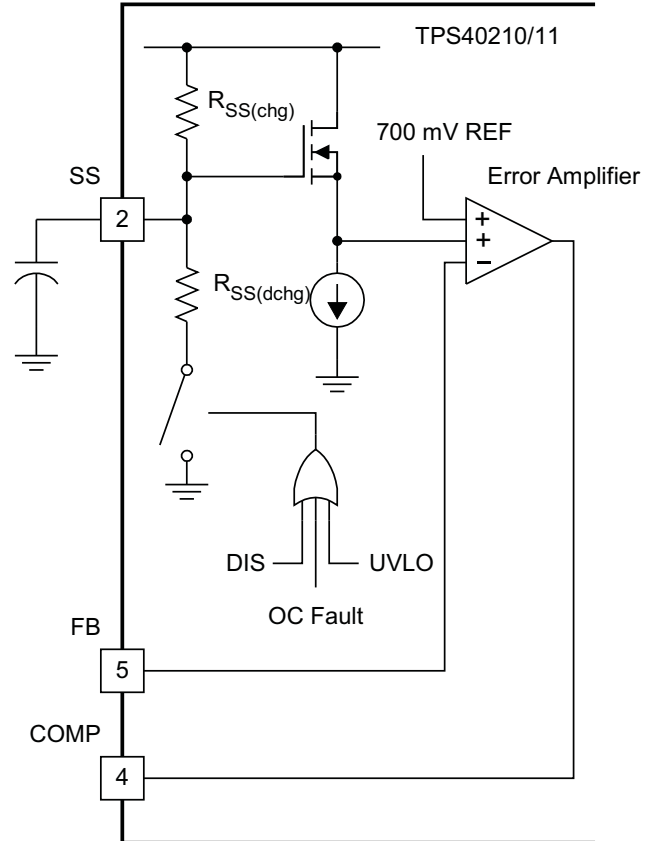 TPS40210/11
R SS(chg)
700 mV REF
Error Amplifier
SS
2
+
+
–
R SS(dchg)
DIS
UVLO
OC Fault
FB
5
COMP
4